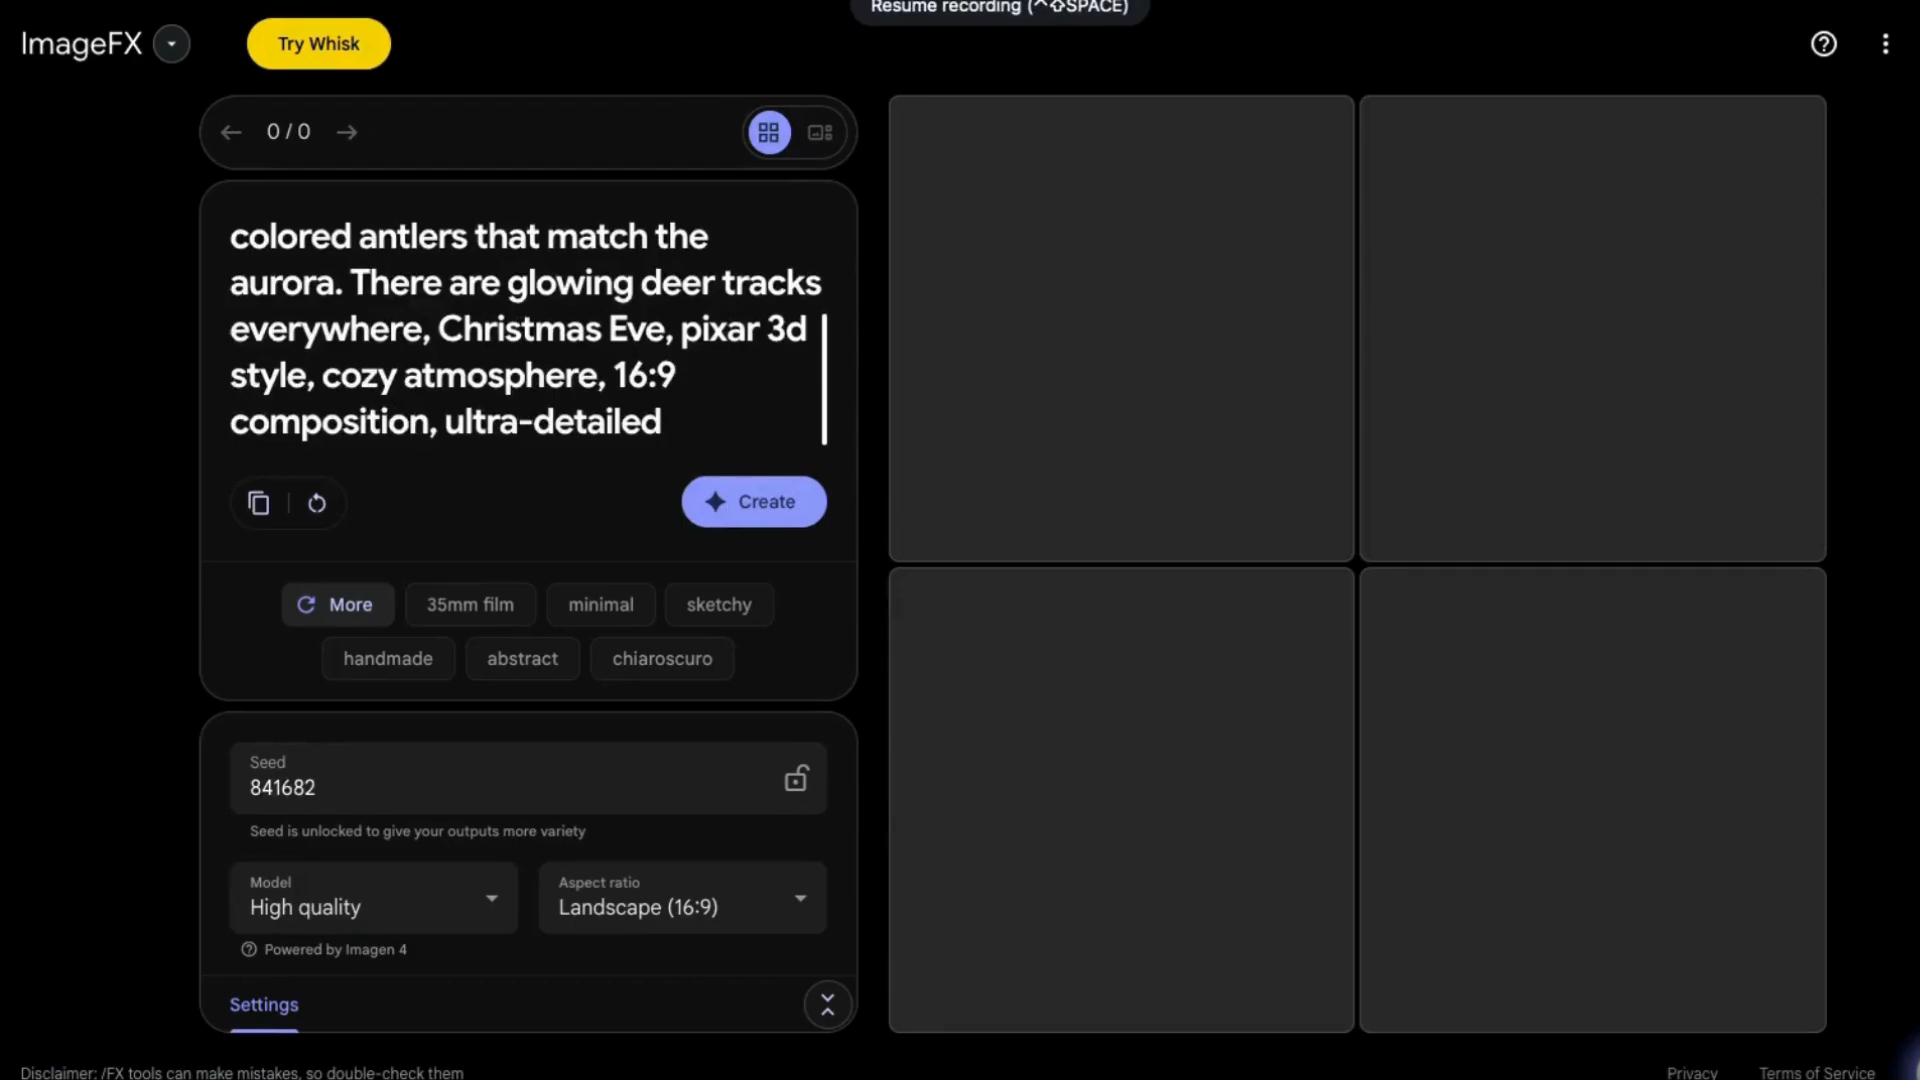 Resume recording (^⇧SPACE)
ImageFX
Try Whisk
0 / 0
colored antlers that match the
aurora. There are glowing deer tracks
everywhere, Christmas Eve, pixar 3d
style, cozy atmosphere, 16:9
composition, ultra-detailed
Create
More
35mm film
minimal
sketchy
handmade
abstract
chiaroscuro
Seed
841682
Seed is unlocked to give your outputs more variety
Model
High quality
Aspect ratio
Landscape (16:9)
Powered by Imagen 4
Settings
Disclaimer: /FX tools can make mistakes, so double-check them
Privacy
Terms of Service